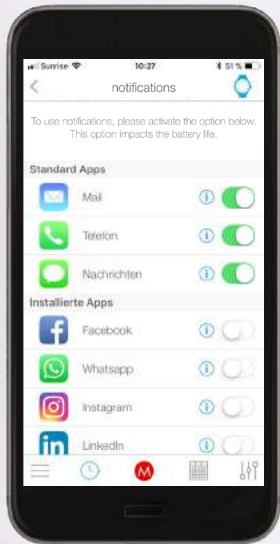 Sunrise 10:27 51 %
notifications
To use notifications, please activate the option below.
This option impacts the battery life.
Standard Apps
Mail
Telefon
Nachrichten
Installierte Apps
Facebook
Whatsapp
Instagram
LinkedIn
M